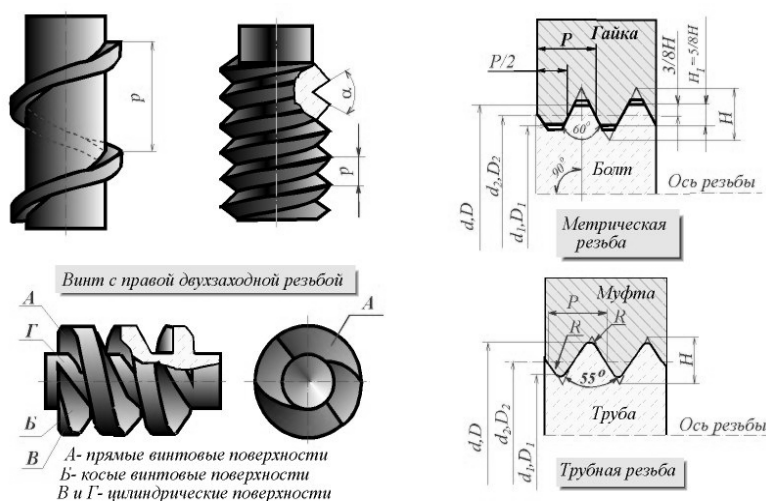 p
α
p
Гайка
P
P/2
3/8H
H₁=5/8H
H
60°
90°
Болт
Ось резьбы
d,D
d₂,D₂
d₁,D₁
Метрическая
резьба
Винт с правой двухзаходной резьбой
А
Г
Б
В
А
А- прямые винтовые поверхности
Б- косые винтовые поверхности
В и Г- цилиндрические поверхности
Муфта
P
R
R
H
55°
Труба
Ось резьбы
d,D
d₂,D₂
d₁,D₁
Трубная резьба